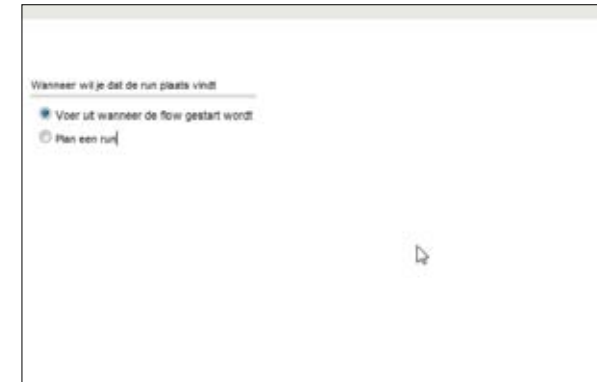 Wanneer wil je dat de run plaats vindt
Voer uit wanneer de flow gestart wordt
Plan een run